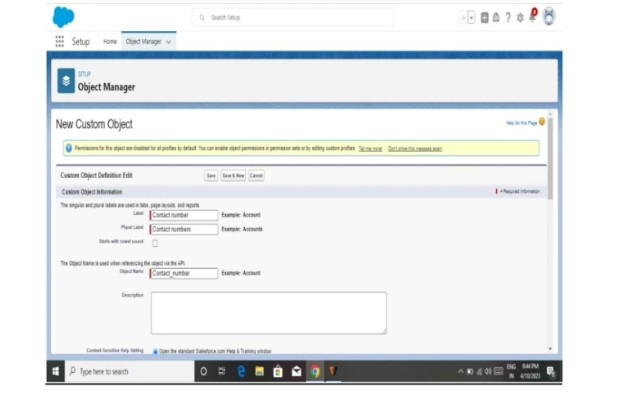 Search Setup
Setup Home Object Manager
SETUP
Object Manager
New Custom Object
Help for this Page
Permissions for this object are disabled for all profiles by default. You can enable object permissions in permission sets or by editing custom profiles. Tell me more! Don't show this message again
Custom Object Definition Edit
Save Save & New Cancel
Custom Object Information
= Required Information
The singular and plural labels are used in tabs, page layouts, and reports.
Label Contact number Example: Account
Plural Label Contact numbers Example: Accounts
Starts with vowel sound
The Object Name is used when referencing the object via the API.
Object Name Contact_number Example: Account
Description
Context-Sensitive Help Setting Open the standard Salesforce.com Help & Training window
Type here to search
ENG 8:44 PM
IN 4/10/2025